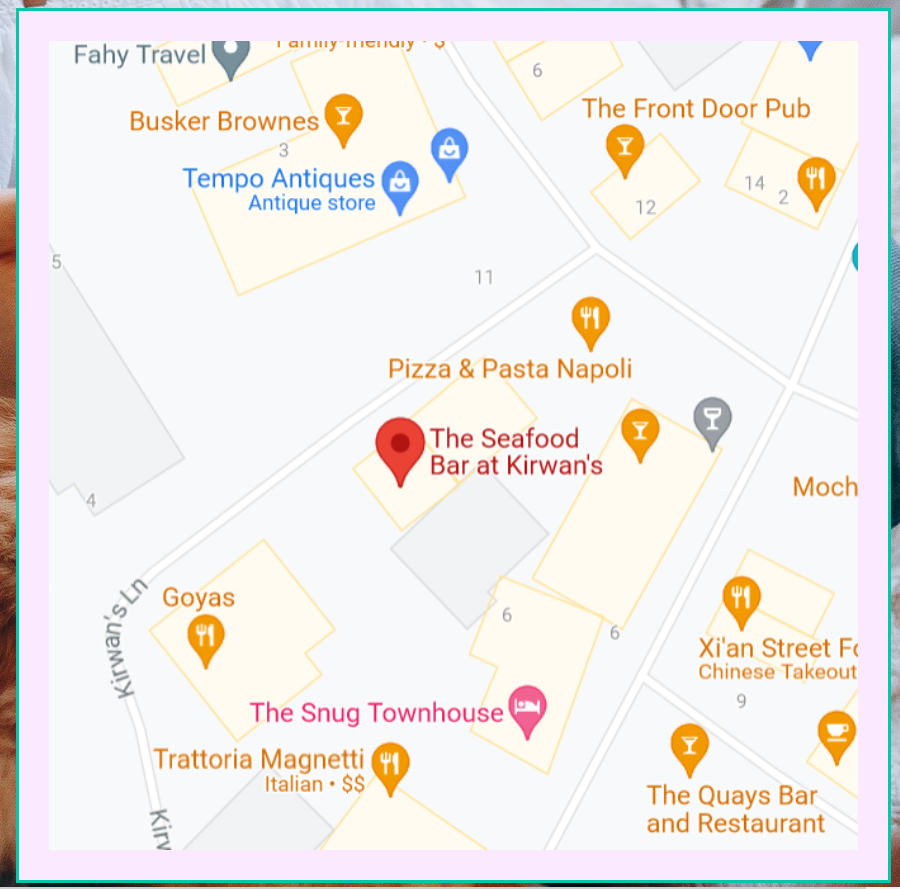 Family-friendly • $
Fahy Travel
6
The Front Door Pub
Busker Brownes
3
Tempo Antiques
Antique store
14
2
12
5
11
Pizza & Pasta Napoli
The Seafood
Bar at Kirwan's
Moch
4
Kirwan's Ln
Goyas
6
6
Xi'an Street Fo
Chinese Takeout
9
The Snug Townhouse
Trattoria Magnetti
Italian • $$
The Quays Bar
and Restaurant
Kirw